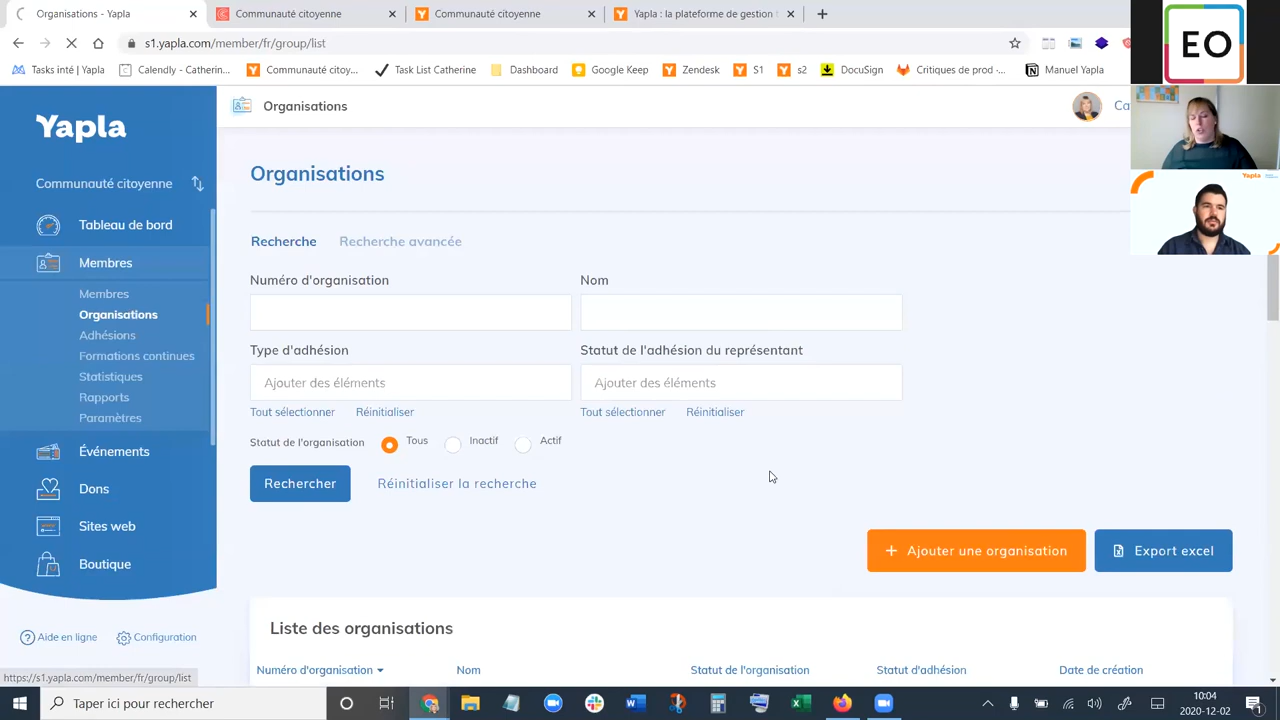 Organisations - Yapla
Communauté citoyenne
Communauté citoyenne
Yapla : la plateforme de gestion
s1.yapla.com/member/fr/group/list
Tasks inté | Yapla
Calendly - Catherin...
Communauté citoy...
Task List Catherine
Dashboard
Google Keep
Zendesk
S1
s2
DocuSign
Critiques de prod -...
Manuel Yapla
EO
Yapla
Organisations
Ca
Yapla
Communauté citoyenne
Tableau de bord
Membres
Membres
Organisations
Adhésions
Formations continues
Statistiques
Rapports
Paramètres
Événements
Dons
Sites web
Boutique
Aide en ligne
Configuration
Organisations
Recherche
Recherche avancée
Numéro d'organisation
Nom
Type d'adhésion
Statut de l'adhésion du représentant
Ajouter des éléments
Ajouter des éléments
Tout sélectionner
Réinitialiser
Tout sélectionner
Réinitialiser
Statut de l'organisation
Tous
Inactif
Actif
Rechercher
Réinitialiser la recherche
+ Ajouter une organisation
Export excel
Liste des organisations
Numéro d'organisation
Nom
Statut de l'organisation
Statut d'adhésion
Date de création
https://s1.yapla.com/member/fr/group/list
Taper ici pour rechercher
10:04
2020-12-02
1